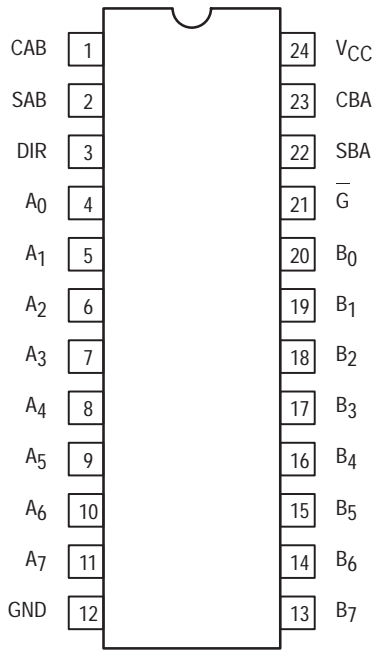 CAB 1 24 VCC
SAB 2 23 CBA
DIR 3 22 SBA
A0 4 21 G̅
A1 5 20 B0
A2 6 19 B1
A3 7 18 B2
A4 8 17 B3
A5 9 16 B4
A6 10 15 B5
A7 11 14 B6
GND 12 13 B7